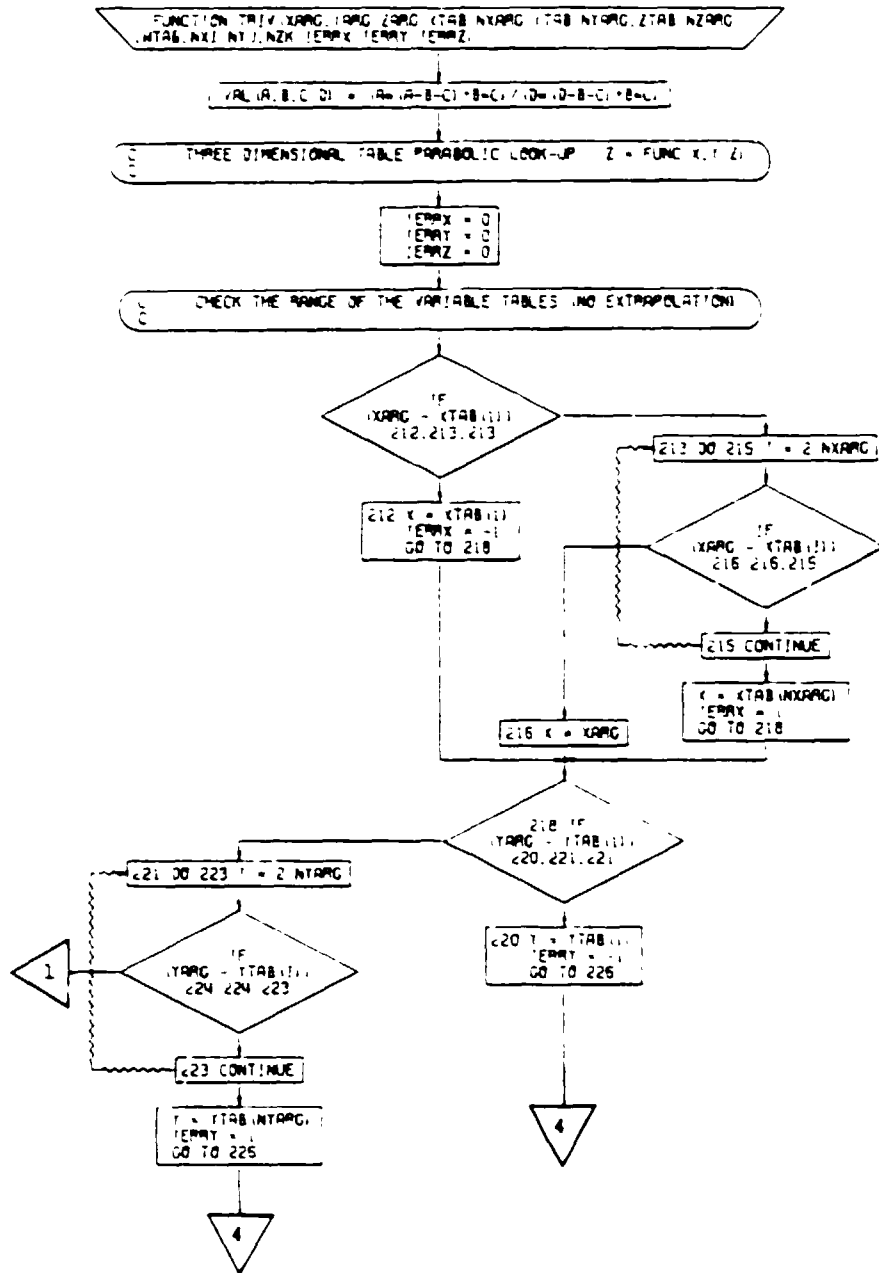 FUNCTION TRIV(XARG,YARG ZARG XTAB NXARG YTAB NYARG,ZTAB NZARG
WTAB,NXI NYJ,NZK IERRX IERRY IERRZ)
YVAL(A,B,C D) = (A*(A-B-C)+B*C)/(D*(D-B-C)+B*C)
C
C THREE DIMENSIONAL TABLE PARABOLIC LOOK-UP Z = FUNC X,Y Z)
C
IERRX = 0
IERRY = 0
IERRZ = 0
C CHECK THE RANGE OF THE VARIABLE TABLES (NO EXTRAPOLATION)
C
IF
(XARG - XTAB(1))
212,213,213
213 DO 215 I = 2 NXARG
212 X = XTAB(1)
IERRX = -1
GO TO 218
IF
(XARG - XTAB(I))
216 216,215
215 CONTINUE
X = XTAB(NXARG)
IERRX = 1
GO TO 218
216 X = XARG
218 IF
(YARG - YTAB(1))
220,221,221
221 DO 223 I = 2 NYARG
220 Y = YTAB(1)
IERRY = -1
GO TO 226
IF
(YARG - YTAB(I))
224 224 223
1
223 CONTINUE
Y = YTAB(NYARG)
IERRY = 1
GO TO 226
4
4